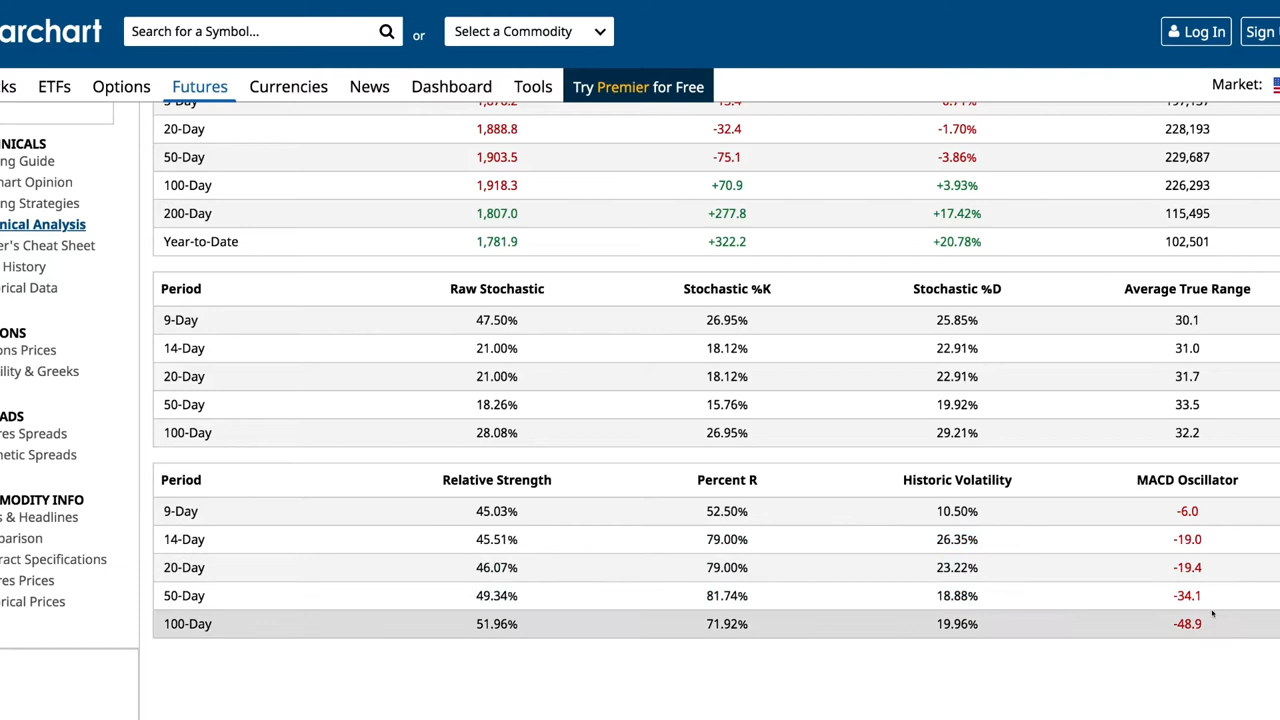 archart Search for a Symbol... or Select a Commodity Log In Sign
ks ETFs Options Futures Currencies News Dashboard Tools Try Premier for Free Market:
NICALS
ng Guide
hart Opinion
ng Strategies
nical Analysis
er's Cheat Sheet
History
rical Data
ONS
ons Prices
ility & Greeks
ADS
res Spreads
netic Spreads
MODITY INFO
s & Headlines
parison
ract Specifications
res Prices
rical Prices
20-Day 1,888.8 -32.4 -1.70% 228,193
50-Day 1,903.5 -75.1 -3.86% 229,687
100-Day 1,918.3 +70.9 +3.93% 226,293
200-Day 1,807.0 +277.8 +17.42% 115,495
Year-to-Date 1,781.9 +322.2 +20.78% 102,501
Period Raw Stochastic Stochastic %K Stochastic %D Average True Range
9-Day 47.50% 26.95% 25.85% 30.1
14-Day 21.00% 18.12% 22.91% 31.0
20-Day 21.00% 18.12% 22.91% 31.7
50-Day 18.26% 15.76% 19.92% 33.5
100-Day 28.08% 26.95% 29.21% 32.2
Period Relative Strength Percent R Historic Volatility MACD Oscillator
9-Day 45.03% 52.50% 10.50% -6.0
14-Day 45.51% 79.00% 26.35% -19.0
20-Day 46.07% 79.00% 23.22% -19.4
50-Day 49.34% 81.74% 18.88% -34.1
100-Day 51.96% 71.92% 19.96% -48.9